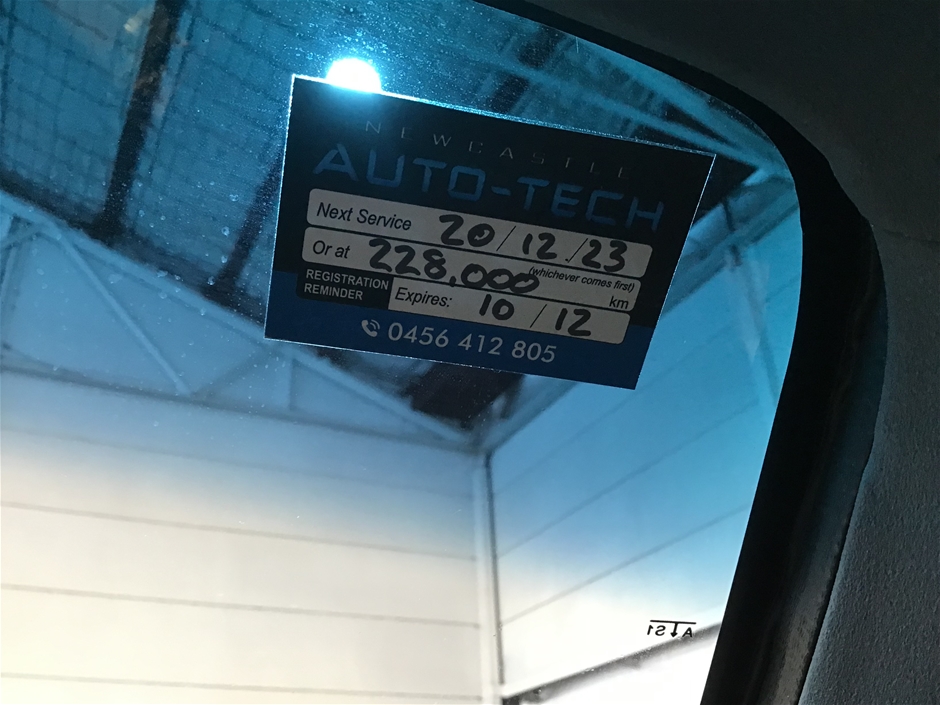 NEWCASTLE
AUTO-TECH
Next Service 20/12./23
Or at 228,000 (whichever comes first) km
REGISTRATION REMINDER
Expires: 10 / 12
0456 412 805
AS1